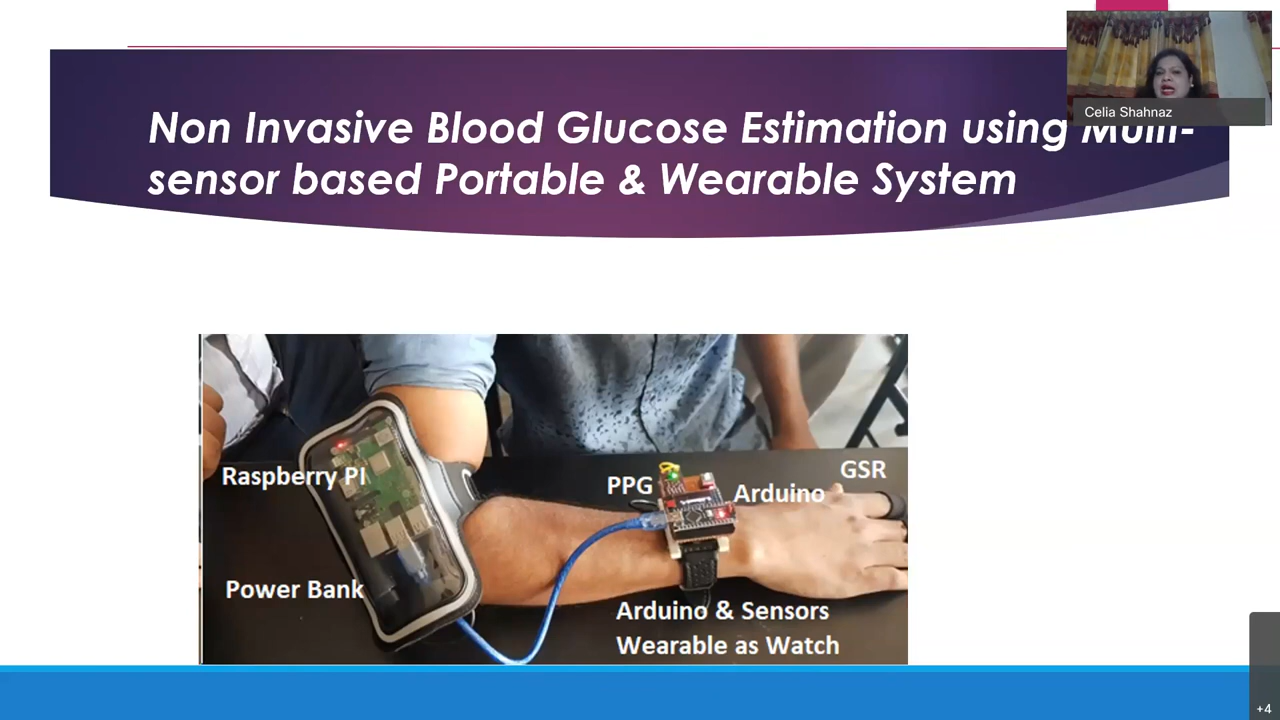 Celia Shahnaz
Non Invasive Blood Glucose Estimation using Multi-
sensor based Portable & Wearable System
Raspberry PI
PPG
Arduino
GSR
Power Bank
Arduino & Sensors
Wearable as Watch
+4